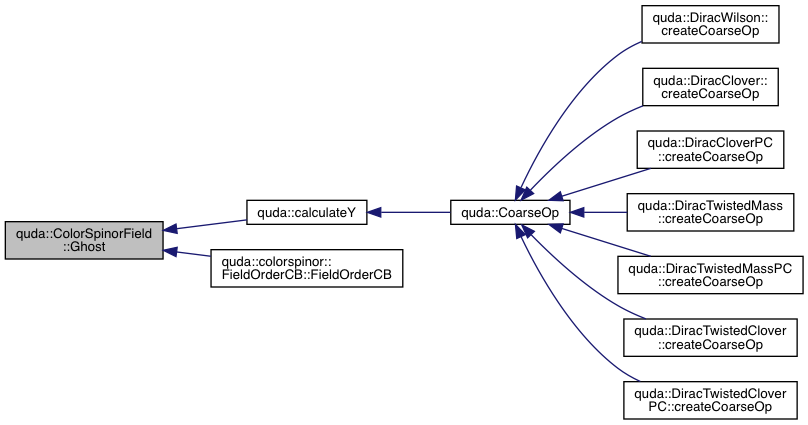 quda::ColorSpinorField
::Ghost
quda::calculateY
quda::colorspinor::
FieldOrderCB::FieldOrderCB
quda::CoarseOp
quda::DiracWilson::
createCoarseOp
quda::DiracClover::
createCoarseOp
quda::DiracCloverPC
::createCoarseOp
quda::DiracTwistedMass
::createCoarseOp
quda::DiracTwistedMassPC
::createCoarseOp
quda::DiracTwistedClover
::createCoarseOp
quda::DiracTwistedClover
PC::createCoarseOp